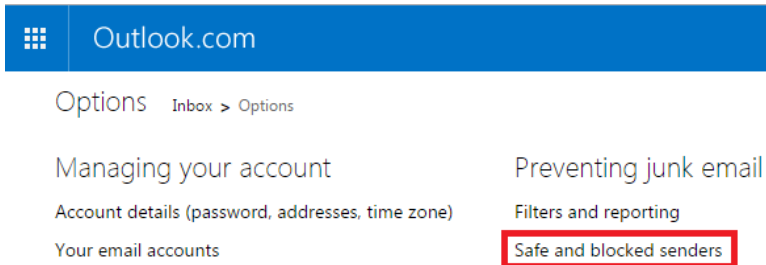 Outlook.com
Options Inbox > Options
Managing your account
Account details (password, addresses, time zone)
Your email accounts
Preventing junk email
Filters and reporting
Safe and blocked senders